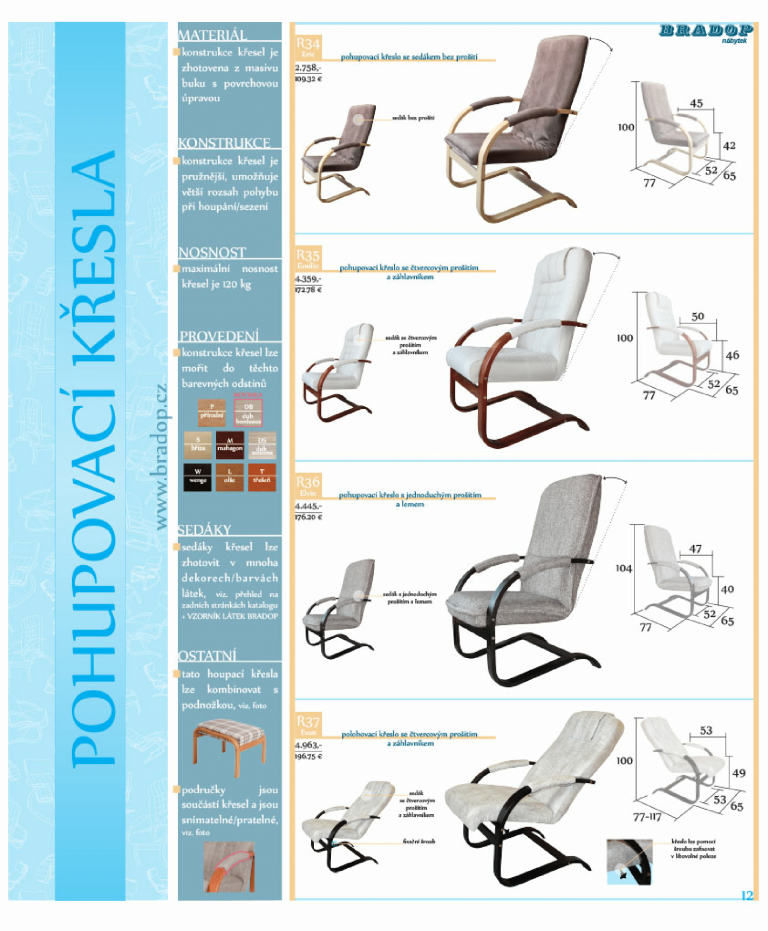 POHUPOVACÍ KŘESLA
www.bradop.cz
MATERIÁL
konstrukce křesel je
zhotovena z masivu
buku s povrchovou
úpravou
KONSTRUKCE
konstrukce křesel je
pružnější, umožňuje
větší rozsah pohybu
při houpání/sezení
NOSNOST
maximální nosnost
křesel je 120 kg
PROVEDENÍ
konstrukce křesel lze
mořit do těchto
barevných odstínů
P
přírodní
DB
dub
S
bříza
M
mahagon
DS
dub
W
wenge
L
olše
T
třešeň
SEDÁKY
sedáky křesel lze
zhotovit v mnoha
dekorech/barvách
látek, viz. přehled na
zadních stránkách katalogu
+ VZORNÍK LÁTEK BRADOP
OSTATNÍ
tato houpací křesla
lze kombinovat s
podnožkou, viz. foto
područky jsou
součástí křesel a jsou
snímatelné/pratelné,
viz. foto
BRADOP
nábytek
R34
Erie
2.758,-
109.32 €
pohupovací křeslo se sedákem bez prošití
sedák bez prošití
100
45
42
52
65
77
R35
Emilio
4.359,-
172.78 €
pohupovací křeslo se čtvercovým prošitím
a záhlavníkem
sedák se čtvercovým
prošitím
a záhlavníkem
100
50
46
52
65
77
R36
Elvis
4.445,-
176.20 €
pohupovací křeslo s jednoduchým prošitím
a lemem
sedák s jednoduchým
prošitím a lemem
104
47
40
52
65
77
R37
4.963,-
196.75 €
polohovací křeslo se čtvercovým prošitím
a záhlavníkem
sedák
se čtvercovým
prošitím
a záhlavníkem
fixační šroub
100
53
49
53
65
77-117
křeslo lze pomocí
šroubu zafixovat
v libovolné poloze
12